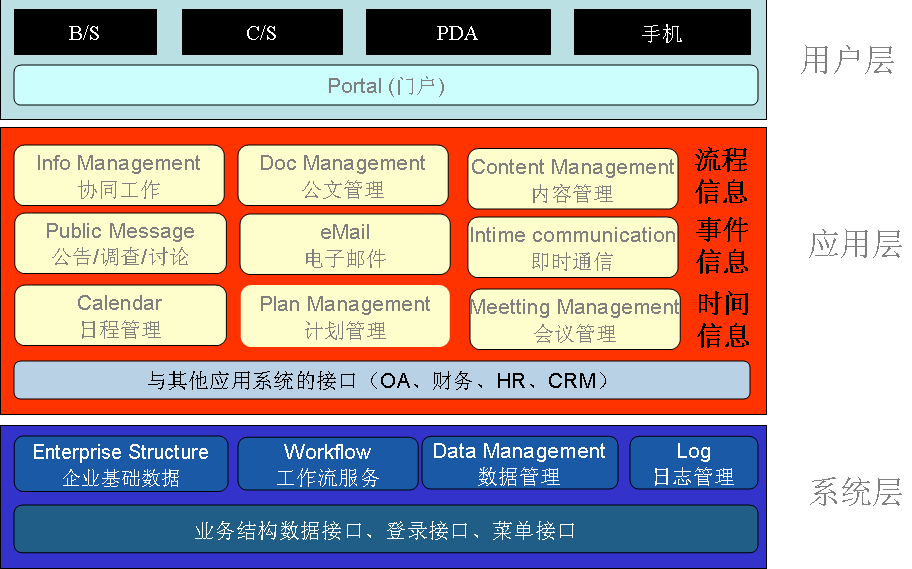 B/S
C/S
PDA
手机
Portal (门户)
用户层
Info Management
协同工作
Doc Management
公文管理
Content Management
内容管理
流程
信息
Public Message
公告/调查/讨论
eMail
电子邮件
Intime communication
即时通信
事件
信息
应用层
Calendar
日程管理
Plan Management
计划管理
Meetting Management
会议管理
时间
信息
与其他应用系统的接口（OA、财务、HR、CRM）
Enterprise Structure
企业基础数据
Workflow
工作流服务
Data Management
数据管理
Log
日志管理
系统层
业务结构数据接口、登录接口、菜单接口